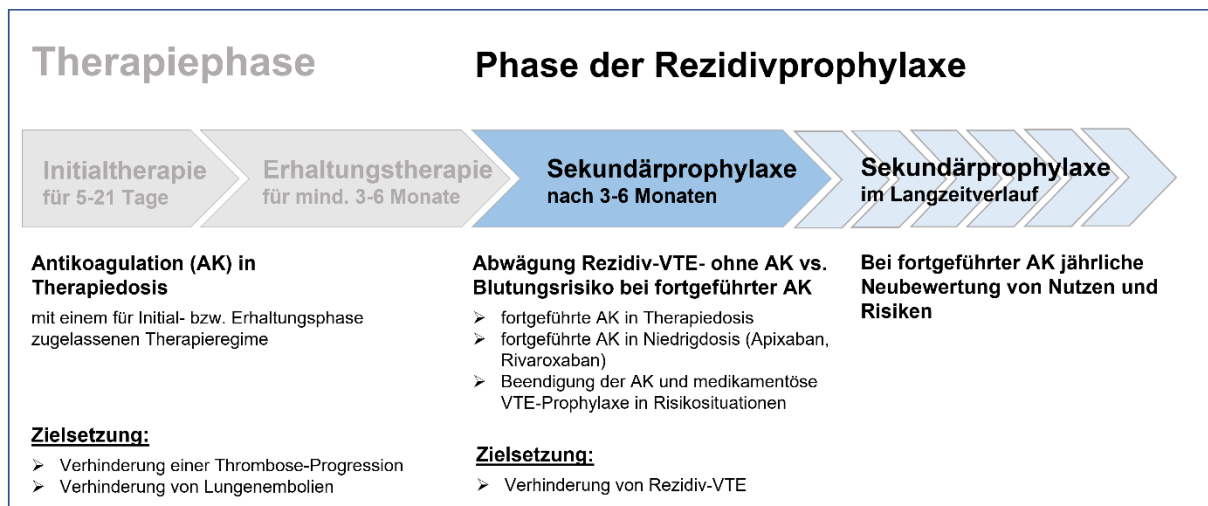 Therapiephase
Phase der Rezidivprophylaxe
Initialtherapie
für 5-21 Tage
Erhaltungstherapie
für mind. 3-6 Monate
Sekundärprophylaxe
nach 3-6 Monaten
Sekundärprophylaxe
im Langzeitverlauf
Antikoagulation (AK) in
Therapiedosis
mit einem für Initial- bzw. Erhaltungsphase
zugelassenen Therapieregime
Zielsetzung:
➢ Verhinderung einer Thrombose-Progression
➢ Verhinderung von Lungenembolien
Abwägung Rezidiv-VTE- ohne AK vs.
Blutungsrisiko bei fortgeführter AK
➢ fortgeführte AK in Therapiedosis
➢ fortgeführte AK in Niedrigdosis (Apixaban,
Rivaroxaban)
➢ Beendigung der AK und medikamentöse
VTE-Prophylaxe in Risikosituationen
Zielsetzung:
➢ Verhinderung von Rezidiv-VTE
Bei fortgeführter AK jährliche
Neubewertung von Nutzen und
Risiken